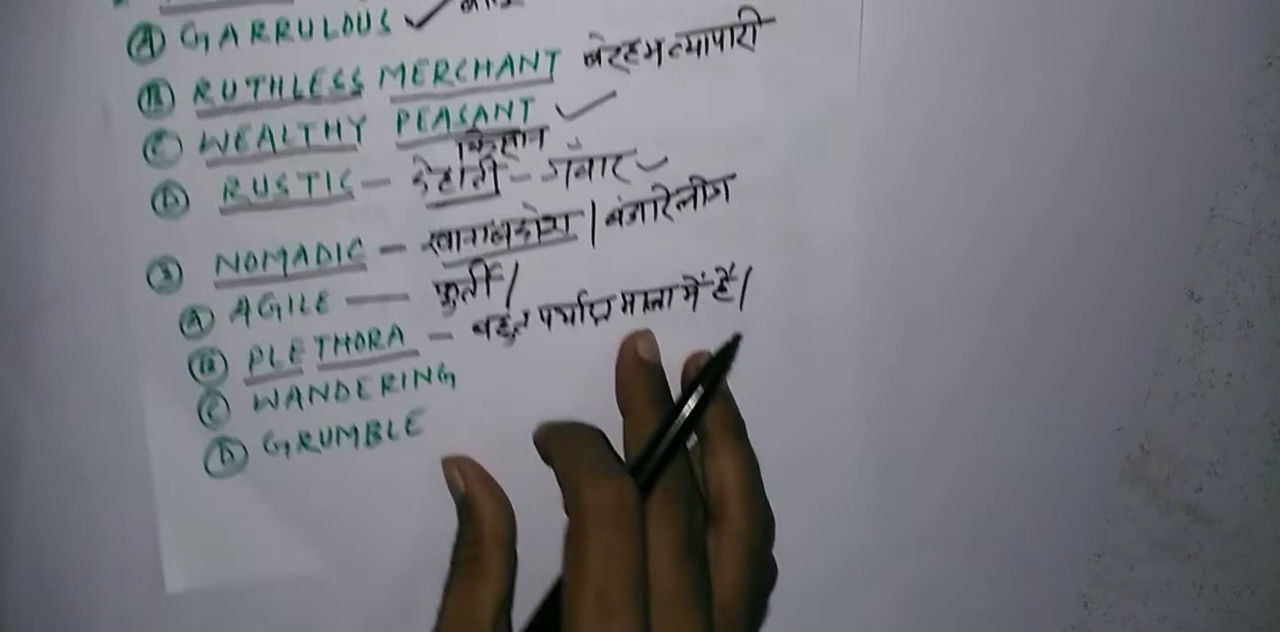 Ⓐ GARRULOUS ✓
Ⓑ RUTHLESS MERCHANT बेरहम व्यापारी
Ⓒ WEALTHY PEASANT ✓
किसान
Ⓓ RUSTIC — देहाती - गंवार ✓
③ NOMADIC — खानाबदोश | बंजारे लोग
Ⓐ AGILE — फुर्ती |
Ⓑ PLETHORA — बहुत पर्याप्त मात्रा में है |
Ⓒ WANDERING
Ⓓ GRUMBLE